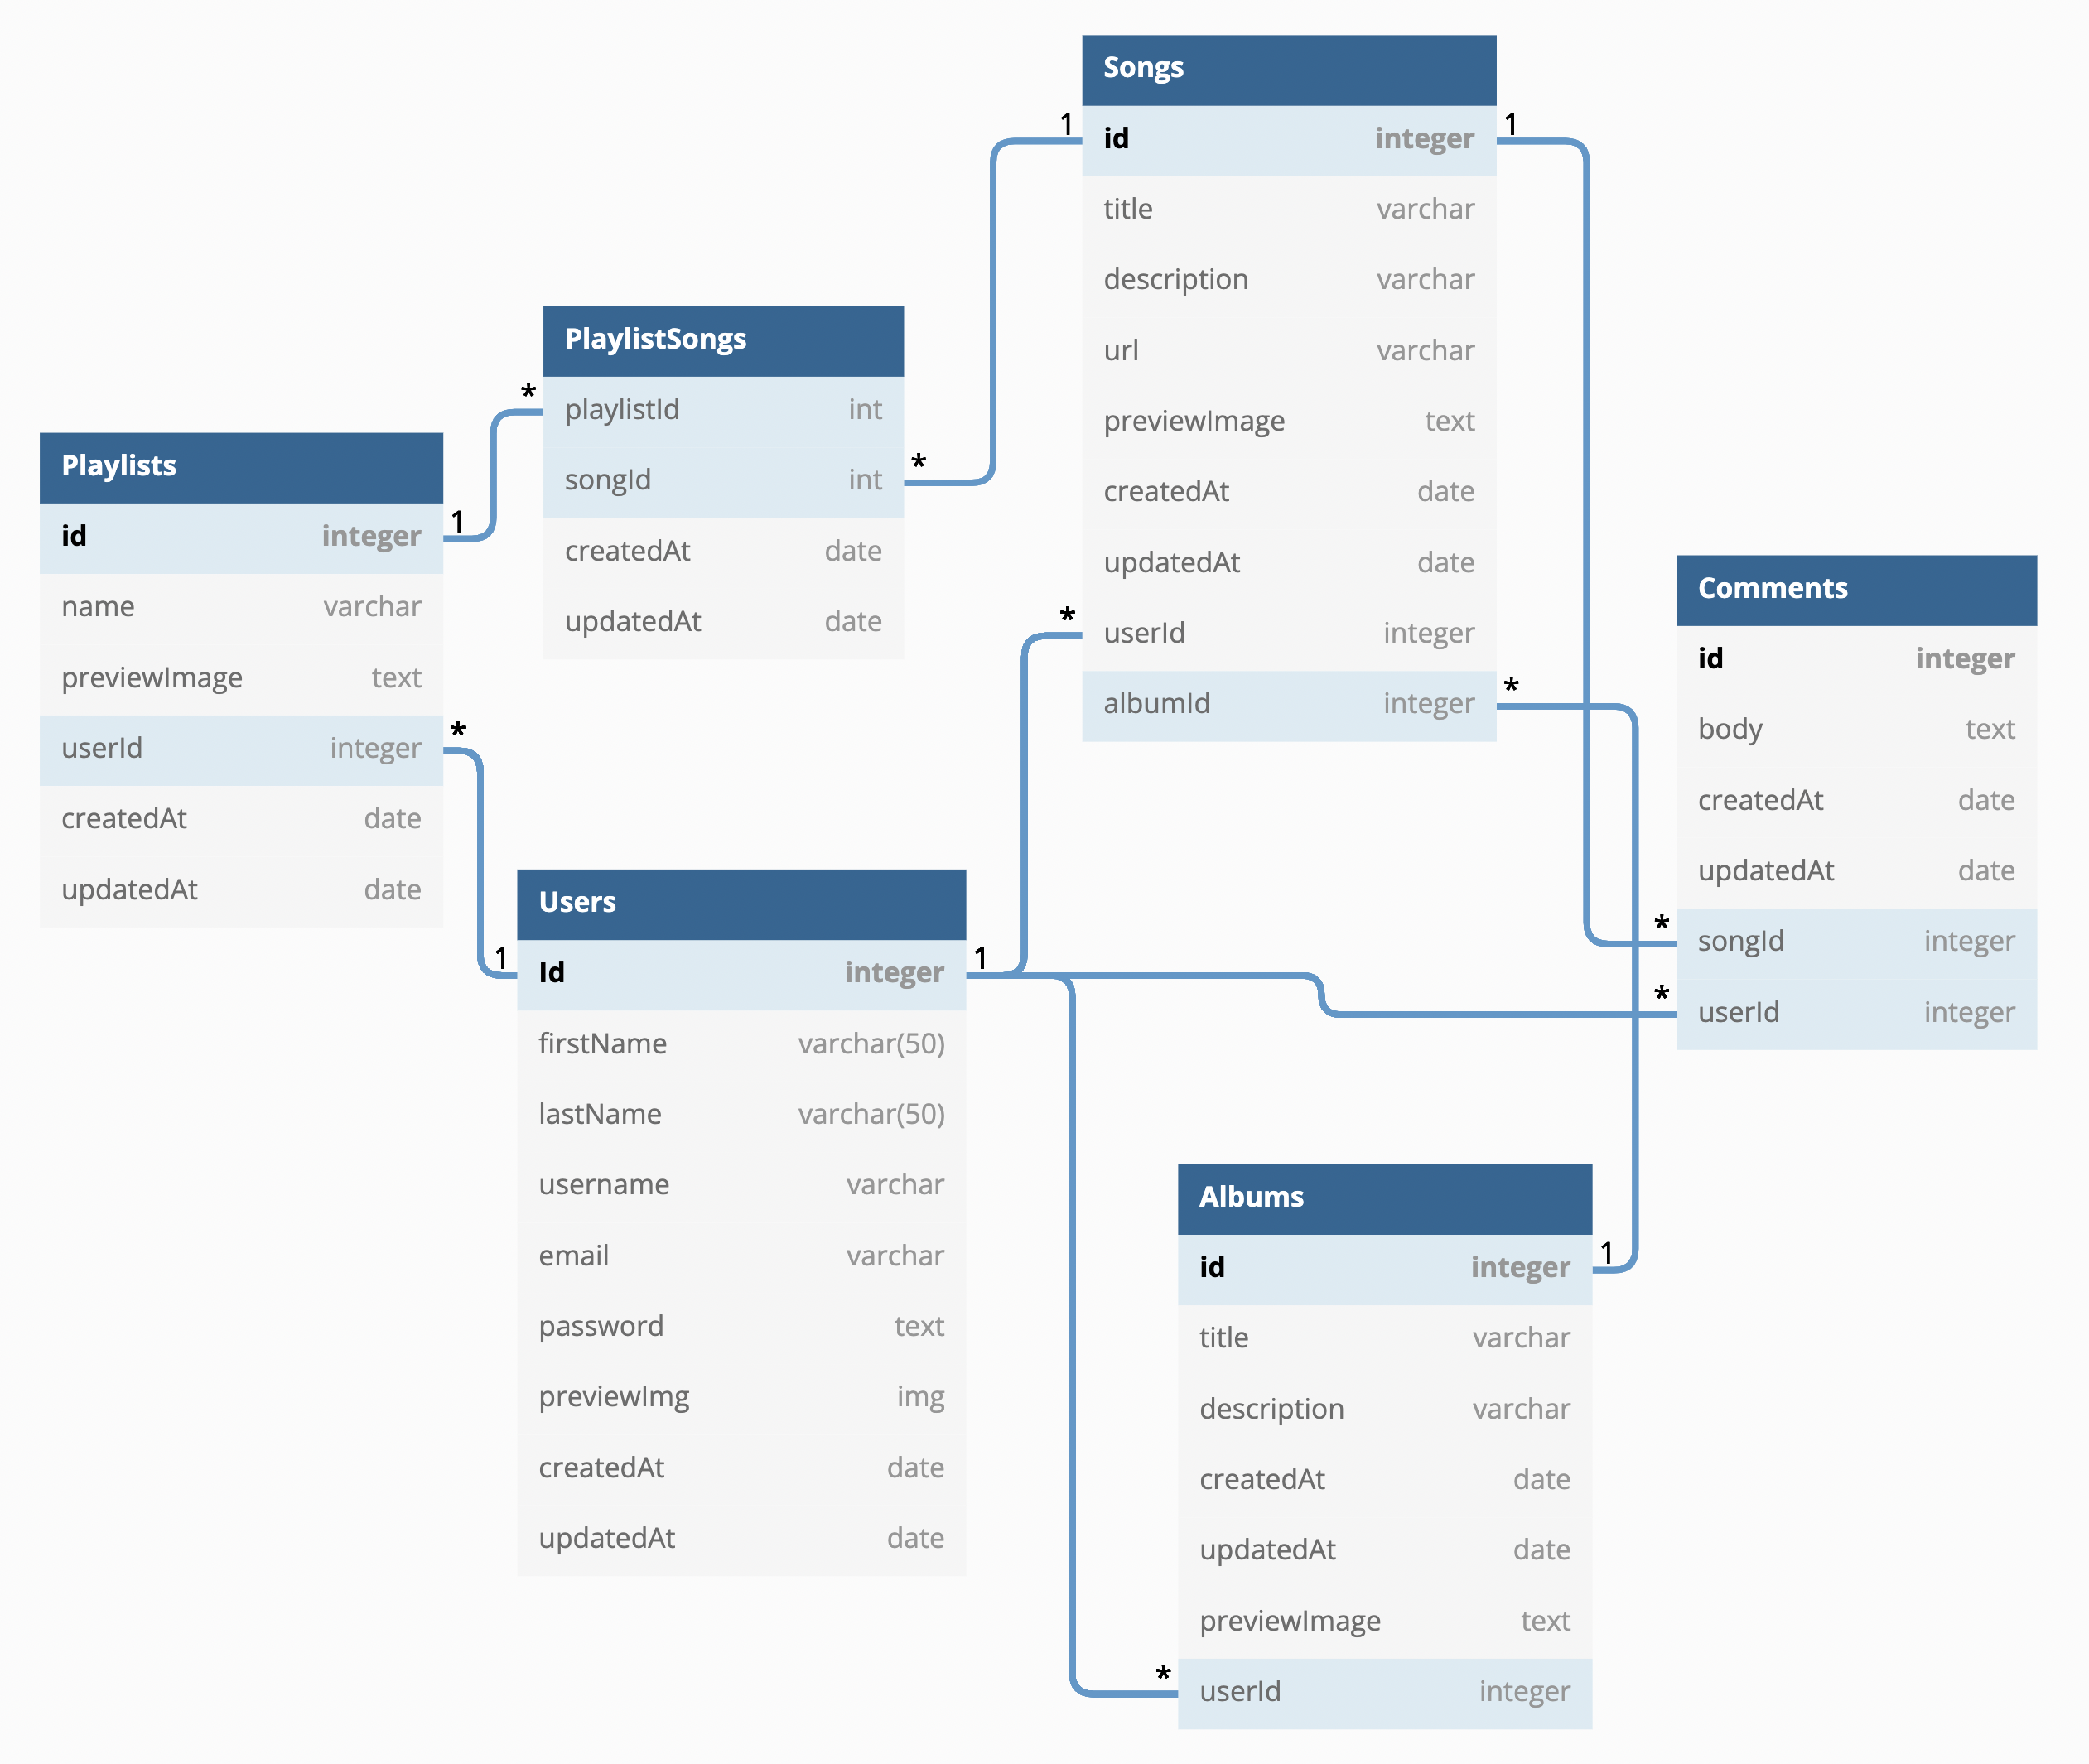 Songs
1 id integer 1
title varchar
description varchar
url varchar
previewImage text
createdAt date
updatedAt date
* userId integer
albumId integer *
PlaylistSongs
* playlistId int
songId int *
createdAt date
updatedAt date
Playlists
id integer 1
name varchar
previewImage text
userId integer *
createdAt date
updatedAt date
Comments
id integer
body text
createdAt date
updatedAt date
* songId integer
* userId integer
Users
1 Id integer 1
firstName varchar(50)
lastName varchar(50)
username varchar
email varchar
password text
previewImg img
createdAt date
updatedAt date
Albums
id integer 1
title varchar
description varchar
createdAt date
updatedAt date
previewImage text
* userId integer